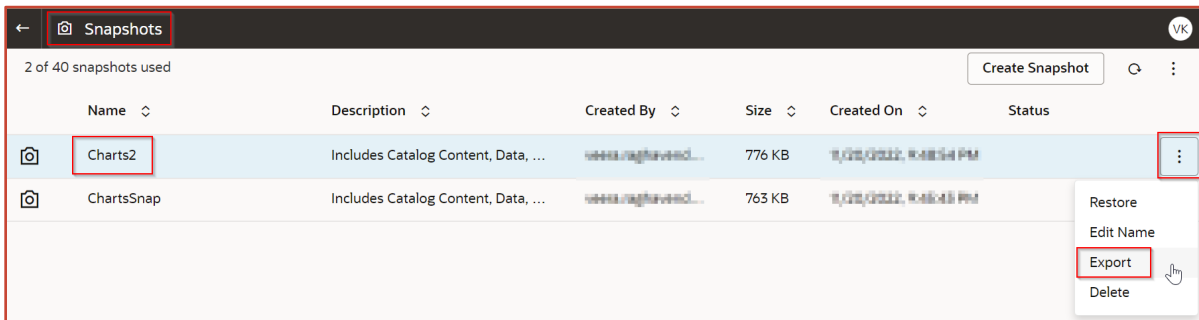 Snapshots
VK
2 of 40 snapshots used
Create Snapshot
Name Description Created By Size Created On Status
Charts2 Includes Catalog Content, Data, ... 776 KB
ChartsSnap Includes Catalog Content, Data, ... 763 KB
Restore
Edit Name
Export
Delete